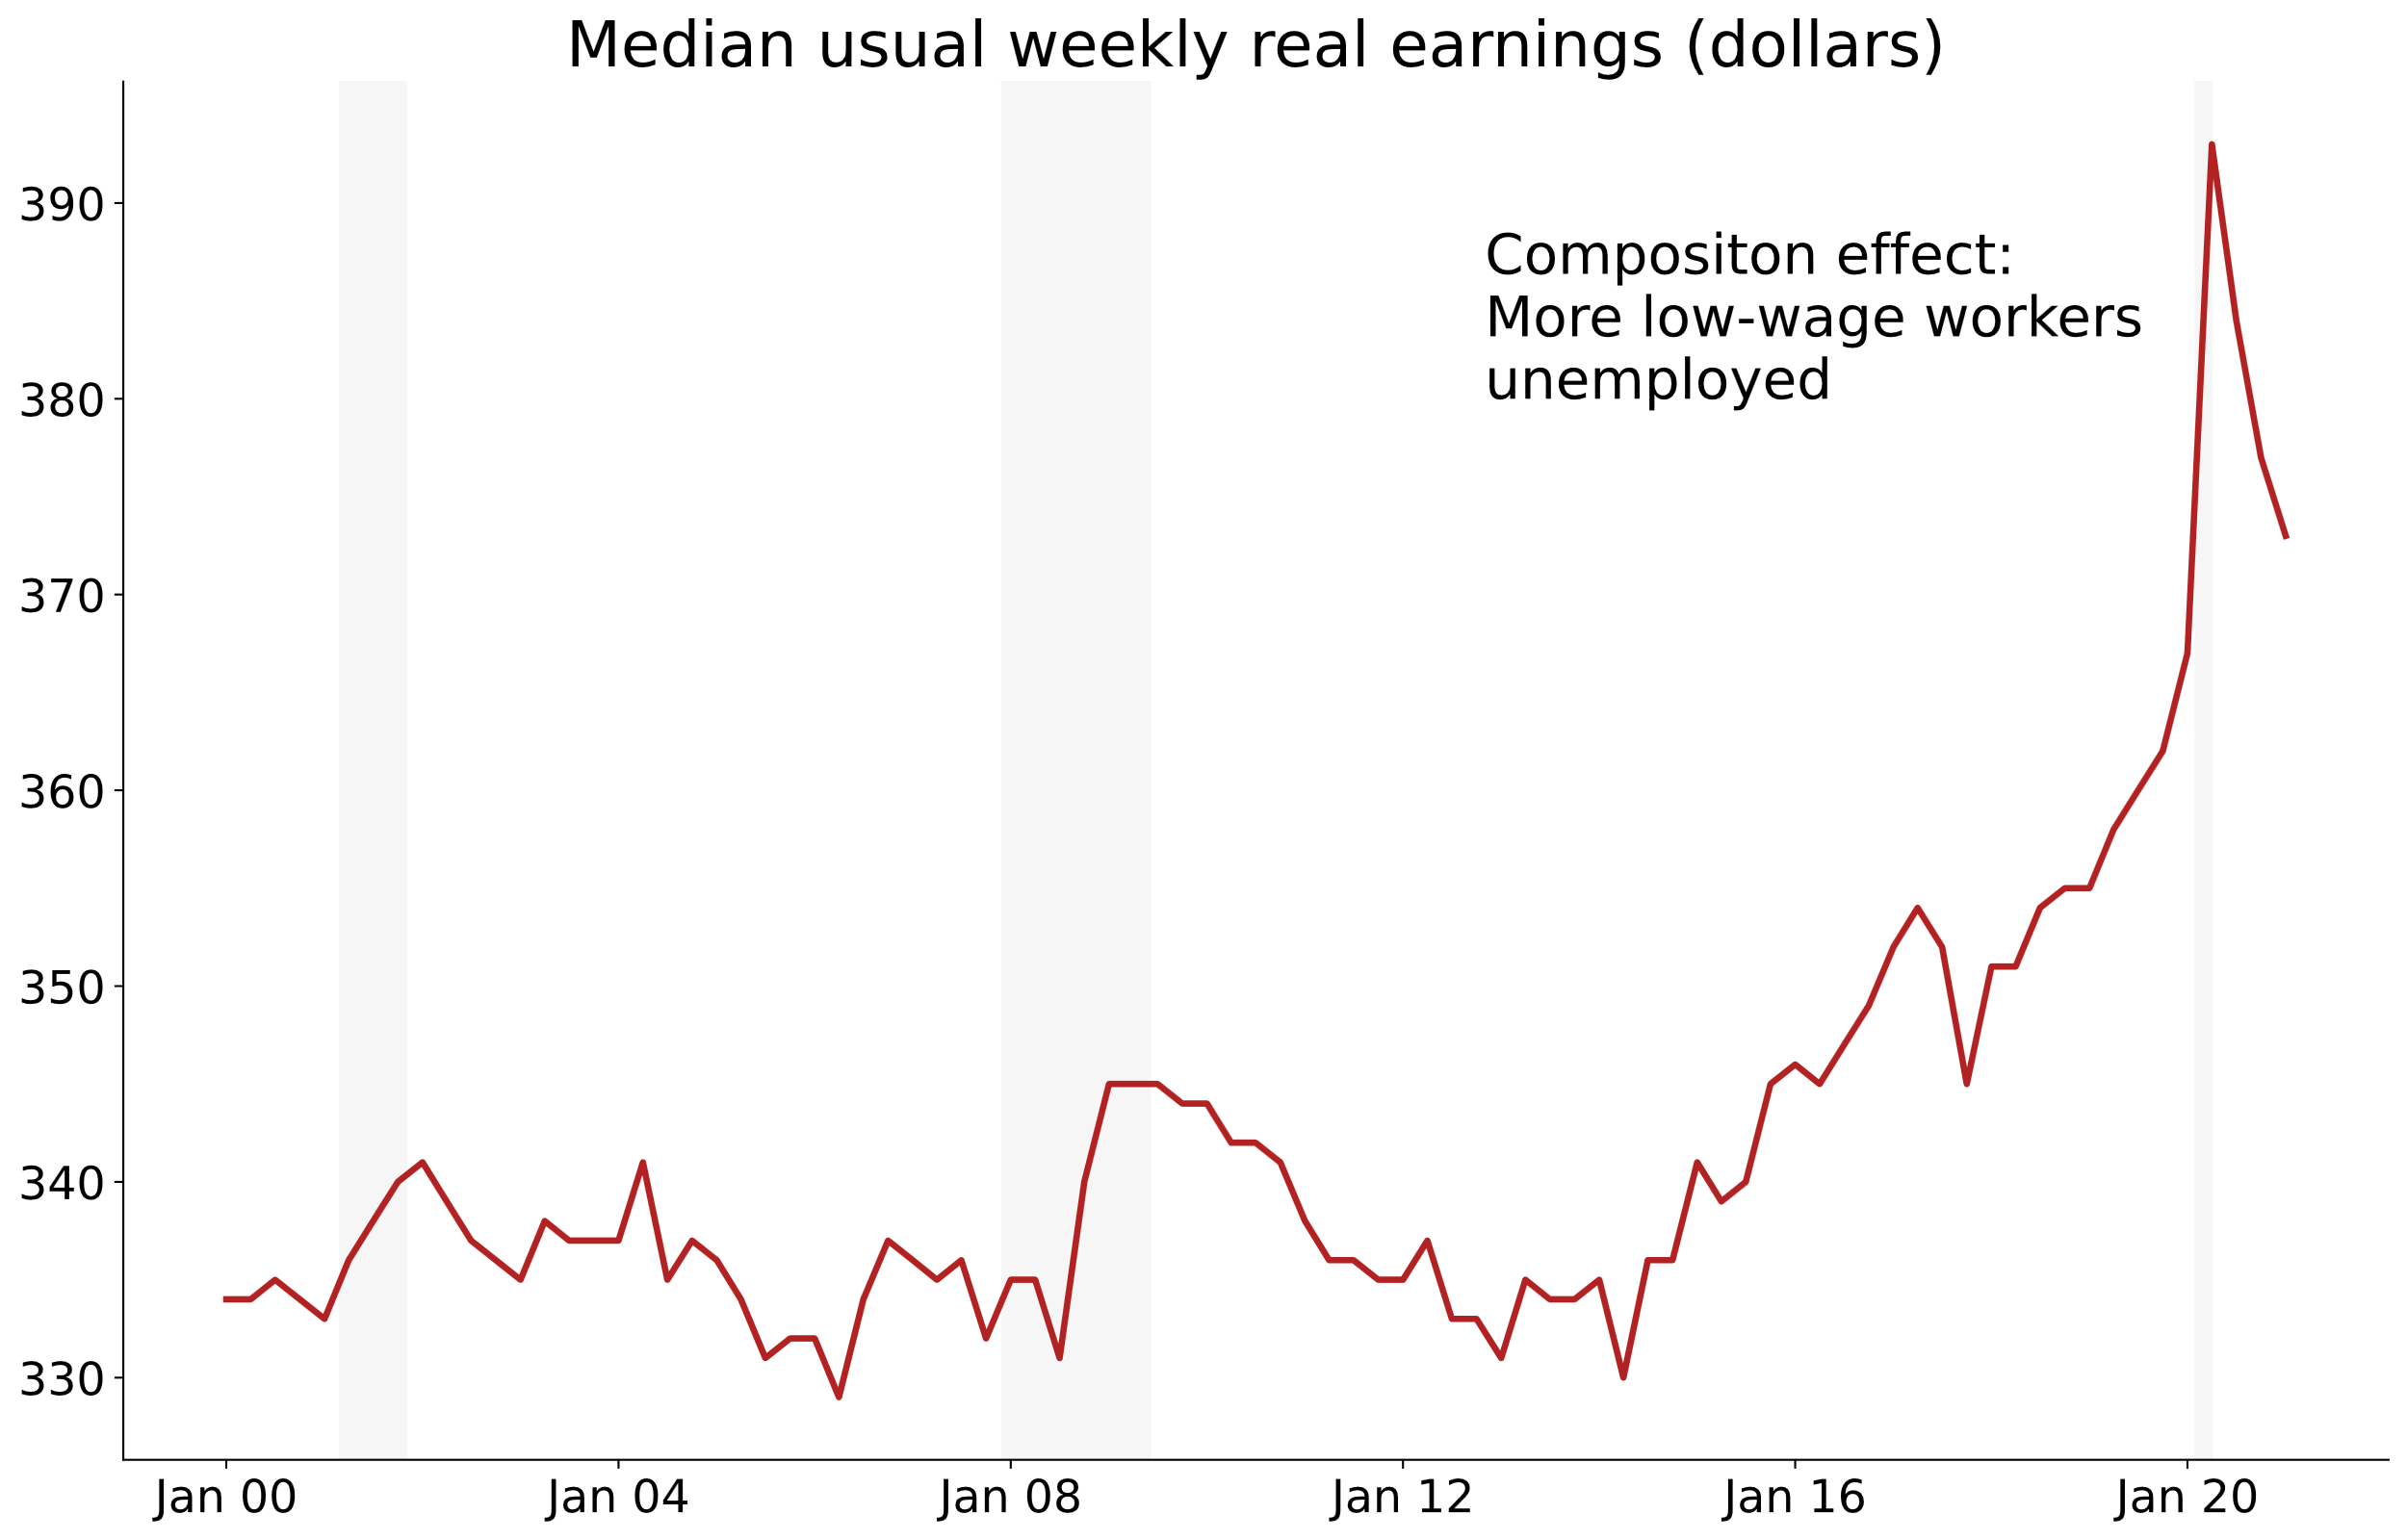 Median usual weekly real earnings (dollars)
390
Compositon effect:
More low-wage workers
unemployed
380
370
360
350
340
330
Jan 00
Jan 04
Jan 08
Jan 12
Jan 16
Jan 20